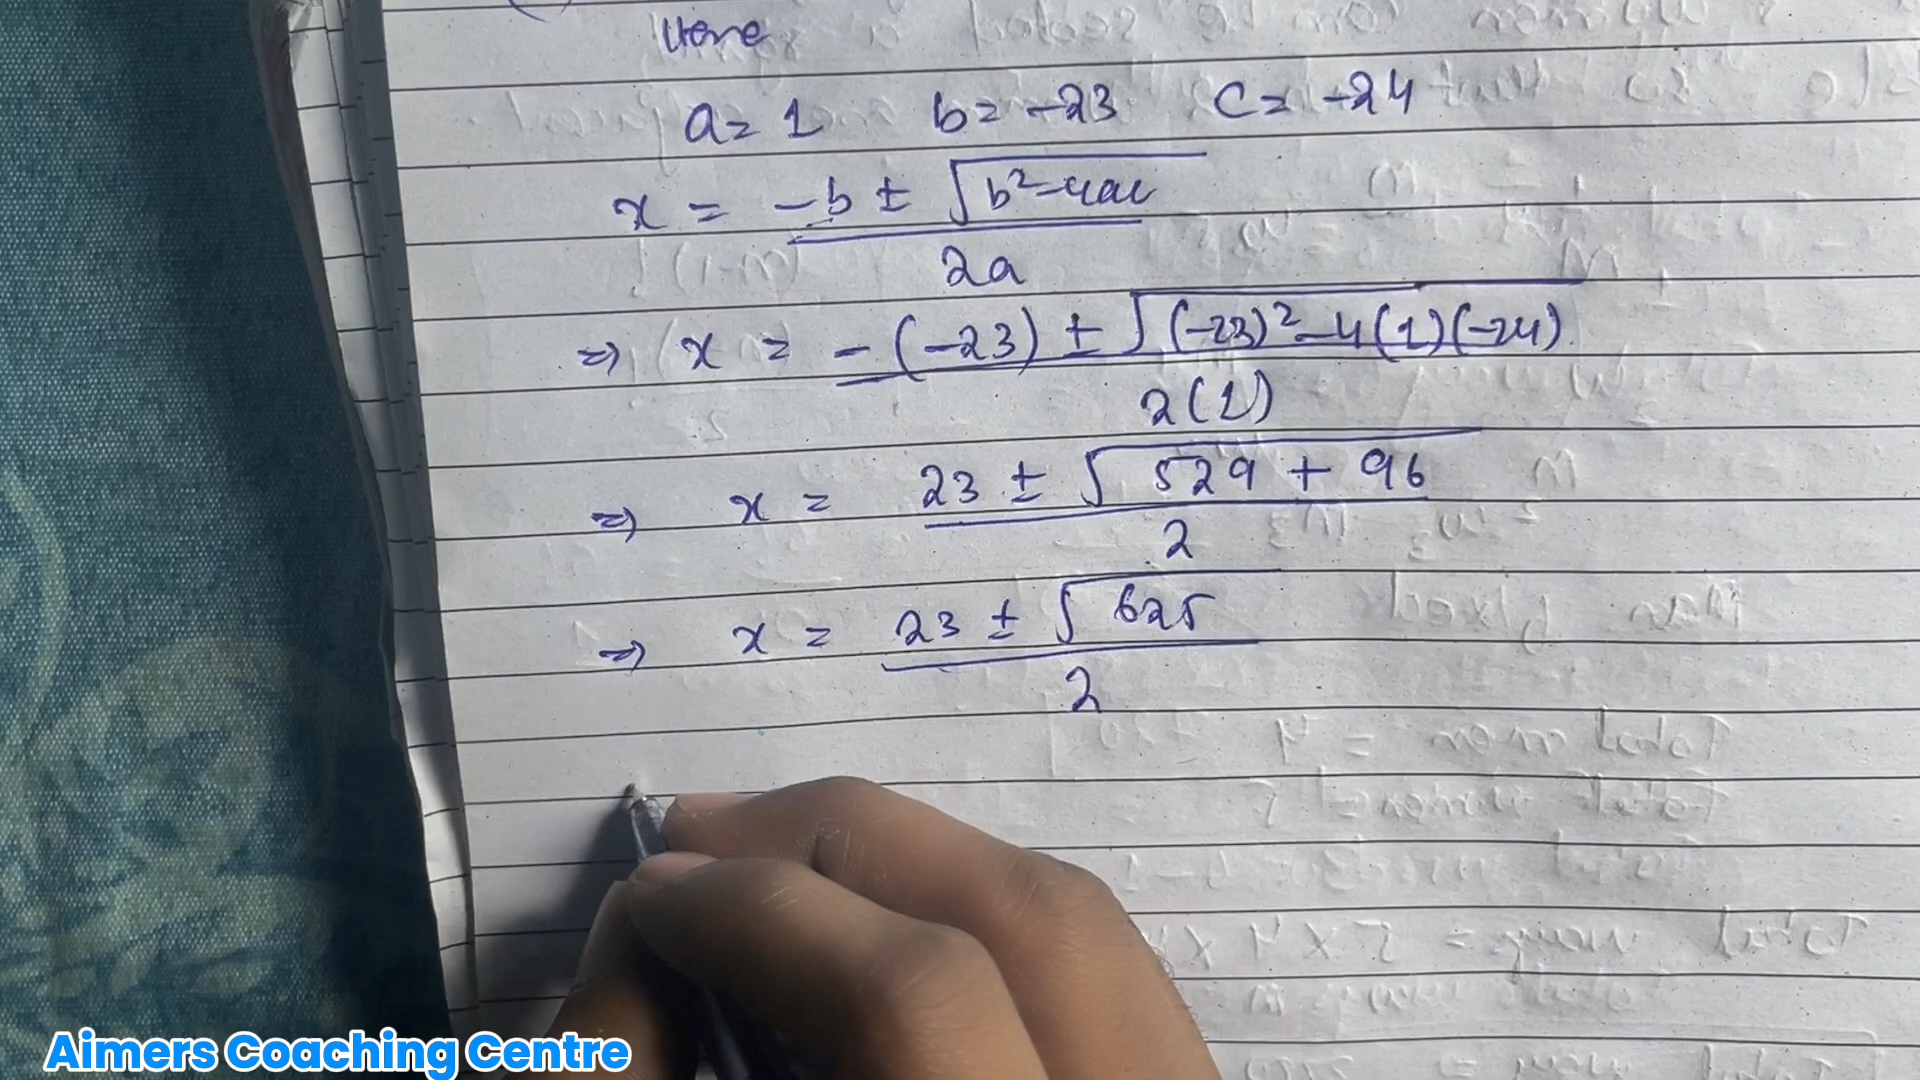 Here
a = 1 b = -23 c = -24
x = -b ± √b²-4ac / 2a
⇒ x = -(-23) ± √(-23)²-4(1)(-24) / 2(1)
⇒ x = 23 ± √529 + 96 / 2
⇒ x = 23 ± √625 / 2
Aimers Coaching Centre